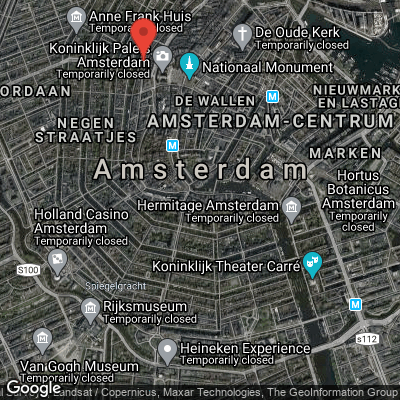 Anne Frank Huis
Temporarily closed
De Oude Kerk
Temporarily closed
Koninklijk Paleis
Amsterdam
Temporarily closed
Nationaal Monument
ORDAAN
DE WALLEN
NIEUWMARK
EN LASTAG
M
NEGEN
STRAATJES
AMSTERDAM-CENTRUM
M
MARKEN
Amsterdam
Hortus
Botanicus
Amsterdam
Temporarily closed
Hermitage Amsterdam
Temporarily closed
Holland Casino
Amsterdam
Temporarily closed
S100
Koninklijk Theater Carré
Spiegelgracht
Rijksmuseum
Temporarily closed
M
s112
Heineken Experience
Temporarily closed
Van Gogh Museum
Temporarily closed
Google
andsat / Copernicus, Maxar Technologies, The GeoInformation Group